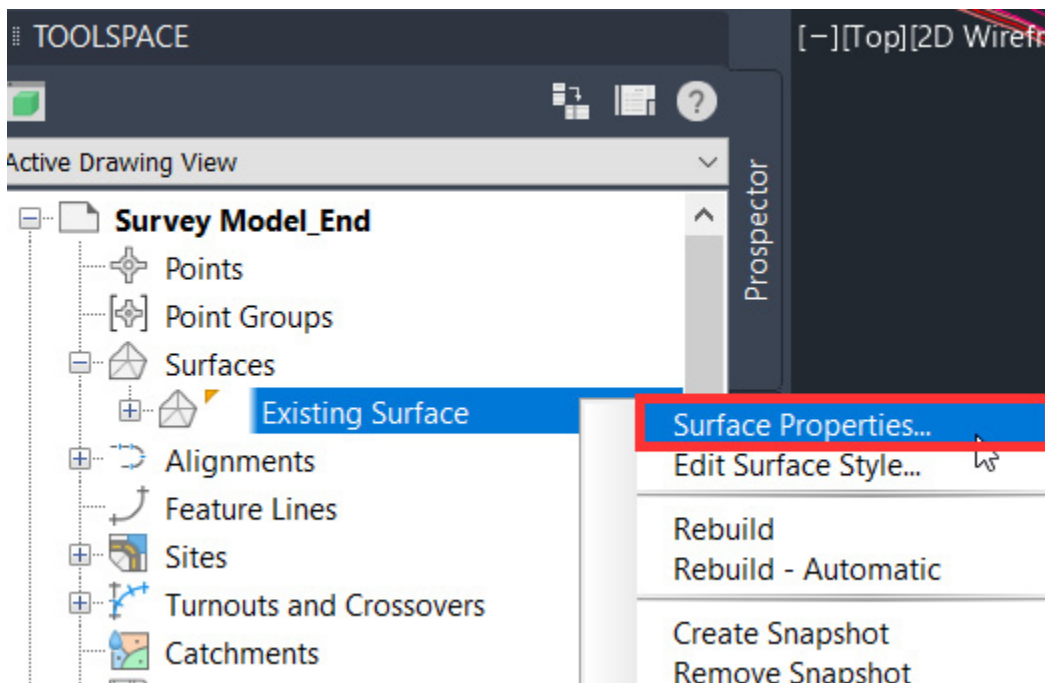 TOOLSPACE
[−][Top][2D Wirefr
?
Active Drawing View
Prospector
Survey Model_End
Points
Point Groups
Surfaces
Existing Surface
Alignments
Feature Lines
Sites
Turnouts and Crossovers
Catchments
Surface Properties...
Edit Surface Style...
Rebuild
Rebuild - Automatic
Create Snapshot
Remove Snapshot